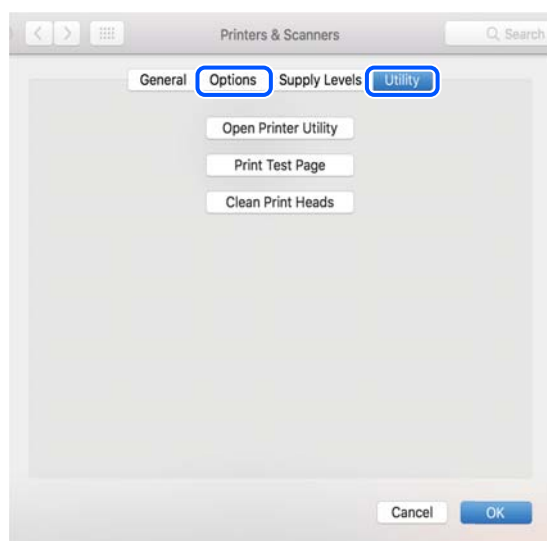 Printers & Scanners
Search
General Options Supply Levels Utility
Open Printer Utility
Print Test Page
Clean Print Heads
Cancel OK